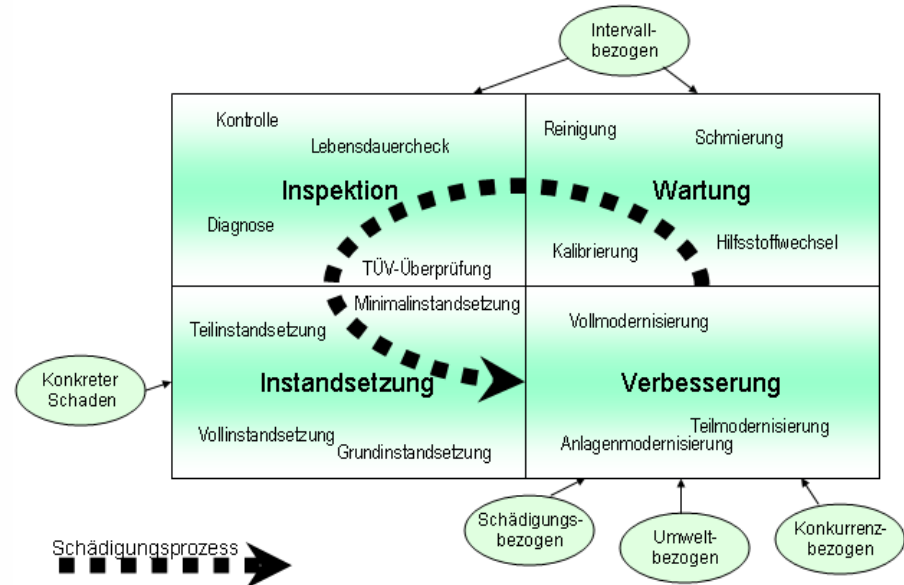 Intervall-
bezogen
Kontrolle
Lebensdauercheck
Inspektion
Diagnose
TÜV-Überprüfung
Reinigung
Schmierung
Wartung
Kalibrierung
Hilfsstoffwechsel
Minimalinstandsetzung
Teilinstandsetzung
Instandsetzung
Vollinstandsetzung
Grundinstandsetzung
Vollmodernisierung
Verbesserung
Teilmodernisierung
Anlagenmodernisierung
Konkreter
Schaden
Schädigungs-
bezogen
Umwelt-
bezogen
Konkurrenz-
bezogen
Schädigungsprozess